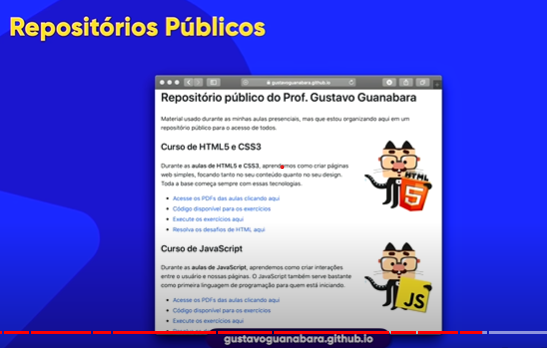 Repositórios Públicos
gustavoguanabara.github.io
Repositório público do Prof. Gustavo Guanabara
Material usado durante as minhas aulas presenciais, mas que estou organizando aqui em um
repositório público para o acesso de todos.
Curso de HTML5 e CSS3
Durante as aulas de HTML5 e CSS3, aprendemos como criar páginas
web simples, focando tanto no seu conteúdo quanto no seu design.
Toda a base começa sempre com essas tecnologias.
Acesse os PDFs das aulas clicando aqui
Código disponível para os exercícios
Execute os exercícios aqui
Resolva os desafios de HTML aqui
HTML
5
Curso de JavaScript
Durante as aulas de JavaScript, aprendemos como criar interações
entre o usuário e nossas páginas. O JavaScript também serve bastante
como primeira linguagem de programação para quem está iniciando.
JS
Acesse os PDFs das aulas clicando aqui
Código disponível para os exercícios
Execute os exercícios aqui
gustavoguanabara.github.io